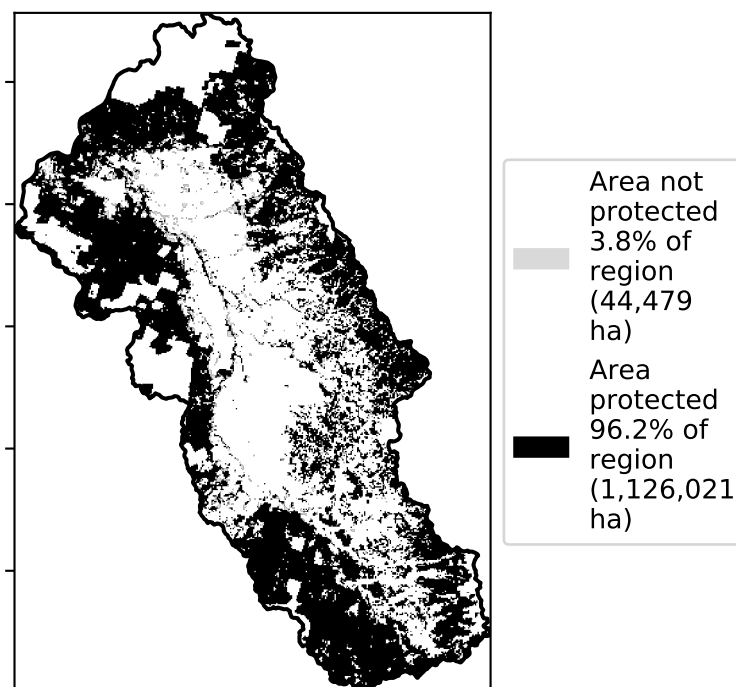 Area not
protected
3.8% of
region
(44,479
ha)
Area
protected
96.2% of
region
(1,126,021
ha)